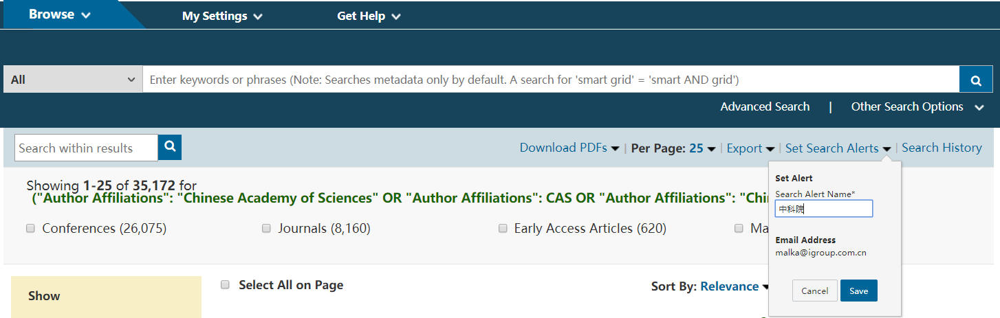 Browse My Settings Get Help
All Enter keywords or phrases (Note: Searches metadata only by default. A search for 'smart grid' = 'smart AND grid')
Advanced Search | Other Search Options
Search within results Download PDFs | Per Page: 25 | Export | Set Search Alerts | Search History
Showing 1-25 of 35,172 for
("Author Affiliations": "Chinese Academy of Sciences" OR "Author Affiliations": CAS OR "Author Affiliations": "Chi
Conferences (26,075) Journals (8,160) Early Access Articles (620) Ma
Select All on Page Sort By: Relevance
Show
Set Alert
Search Alert Name*
中科院
Email Address
malka@igroup.com.cn
Cancel Save